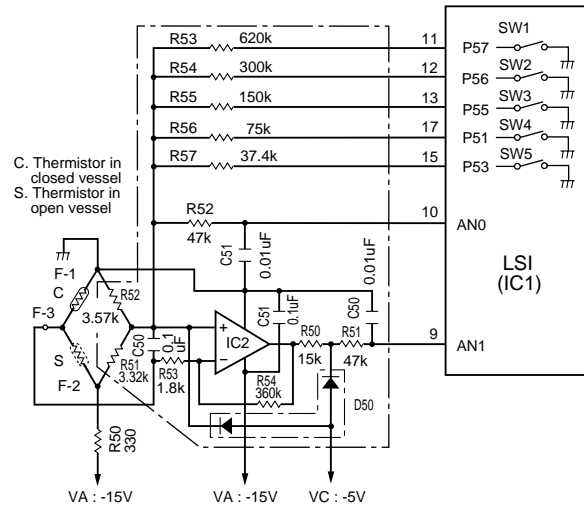 R53 620k 11 P57 SW1
R54 300k 12 P56 SW2
R55 150k 13 P55 SW3
R56 75k 17 P51 SW4
R57 37.4k 15 P53 SW5
C. Thermistor in
closed vessel
S. Thermistor in
open vessel
R52
47k
10 AN0
C51
0.01uF
0.01uF
LSI
(IC1)
F-1
C
R52
F-3
3.57k
S
R51
3.32k
F-2
C50
0.1
uF
R53
1.8k
+
−
IC2
C51
0.1uF
C50
R50
15k
R51
47k
9 AN1
R54
360k
D50
R50
330
VA : -15V
VA : -15V
VC : -5V